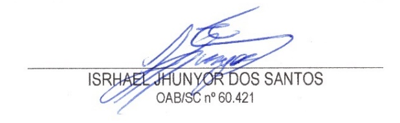 ISRHAEL JHUNYOR DOS SANTOS
OAB/SC nº 60.421